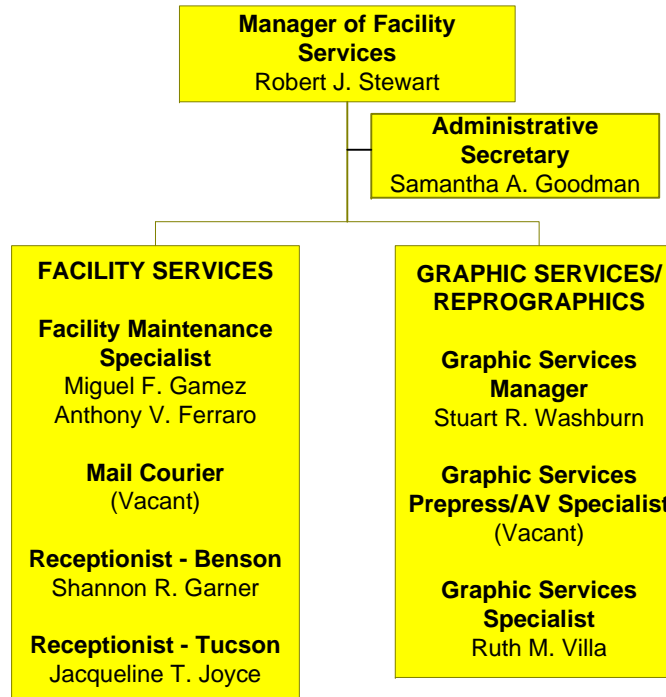 Manager of Facility
Services
Robert J. Stewart
Administrative
Secretary
Samantha A. Goodman
FACILITY SERVICES
Facility Maintenance
Specialist
Miguel F. Gamez
Anthony V. Ferraro
Mail Courier
(Vacant)
Receptionist - Benson
Shannon R. Garner
Receptionist - Tucson
Jacqueline T. Joyce
GRAPHIC SERVICES/
REPROGRAPHICS
Graphic Services
Manager
Stuart R. Washburn
Graphic Services
Prepress/AV Specialist
(Vacant)
Graphic Services
Specialist
Ruth M. Villa